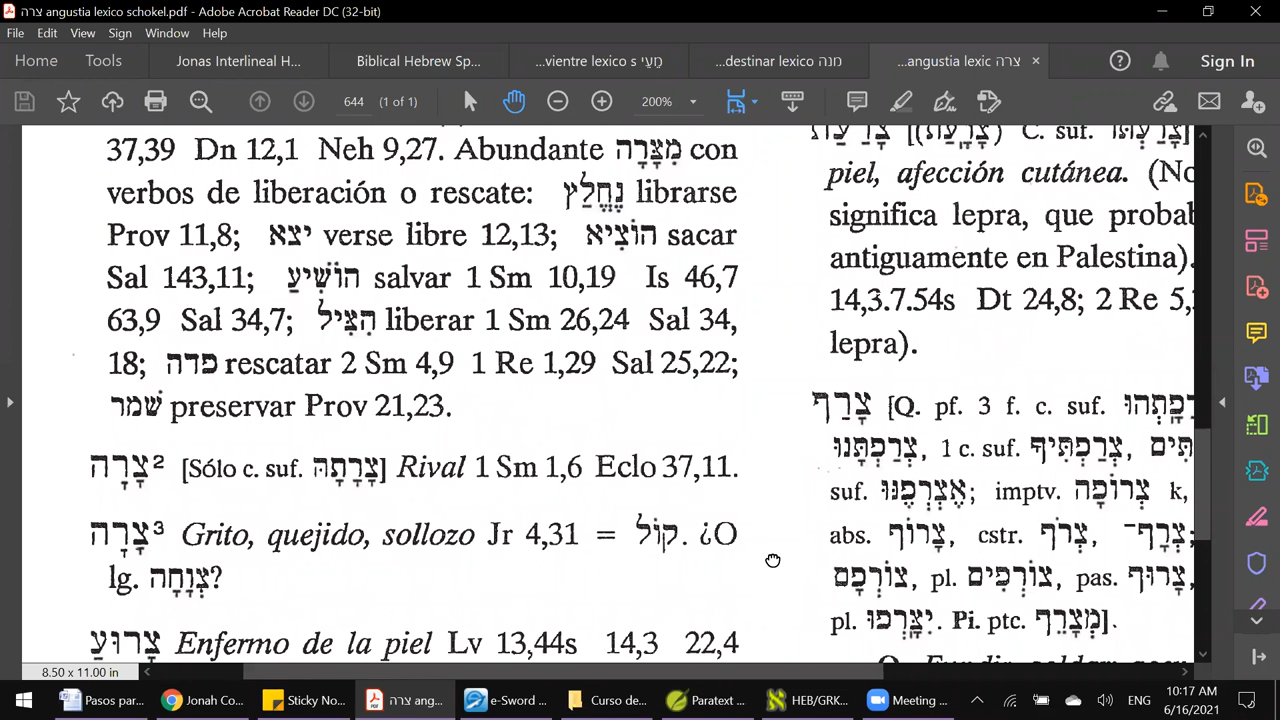 צרה angustia lexico schokel.pdf - Adobe Acrobat Reader DC (32-bit)
File Edit View Sign Window Help
Home Tools Jonas Interlineal H... Biblical Hebrew Sp... ...vientre lexico s מְעִי ...destinar lexico מנה ...angustia lexic צרה × Sign In
644 (1 of 1) 200%
37,39 Dn 12,1 Neh 9,27. Abundante מִצָּרָה con
verbos de liberación o rescate: נֶחֱלַץ librarse
Prov 11,8; יצא verse libre 12,13; הוֹצִיא sacar
Sal 143,11; הוֹשִׁיעַ salvar 1 Sm 10,19 Is 46,7
63,9 Sal 34,7; הִצִּיל liberar 1 Sm 26,24 Sal 34,
18; פדה rescatar 2 Sm 4,9 1 Re 1,29 Sal 25,22;
שׁמר preservar Prov 21,23.
צָרָה² [Sólo c. suf. צָרָתָהּ] Rival 1 Sm 1,6 Eclo 37,11.
צָרָה³ Grito, quejido, sollozo Jr 4,31 = קוֹל. ¿O
lg. צְוָחָה?
צָרוּעַ Enfermo de la piel Lv 13,44s 14,3 22,4
צָרַעַת [(צָרָעַת) C. suf. צָרַעְתּוֹ]
piel, afección cutánea. (No
significa lepra, que probab
antiguamente en Palestina).
14,3.7.54s Dt 24,8; 2 Re 5,
lepra).
צָרַף [Q. pf. 3 f. c. suf.
צְרַפְתָּנוּ, 1 c. suf. צְרַפְתִּיךָ,
suf. אֶצְרְפֶנּוּ; imptv. צְרוֹפָה k,
abs. צָרוֹף, cstr. צְרֹף, צְרָף־;
צוֹרְפָם, pl. צוֹרְפִים, pas. צָרוּף,
pl. יִצָּרְפוּ. Pi. ptc. מְצָרֵף].
8.50 x 11.00 in
Pasos par... Jonah Co... Sticky No... צרה ang... e-Sword ... Curso de... Paratext ... HEB/GRK... Meeting ... ENG 10:17 AM
6/16/2021